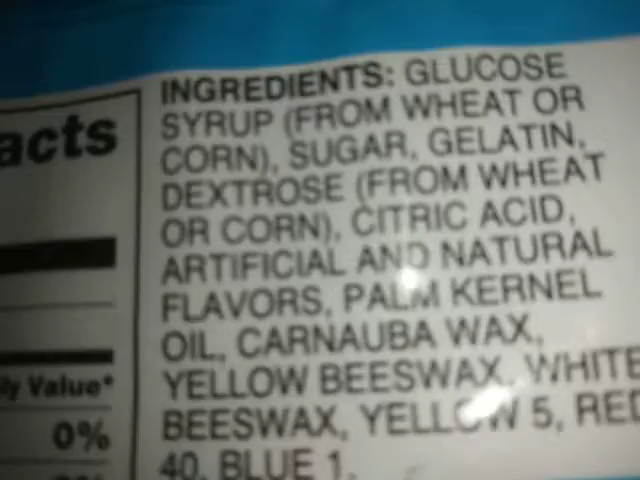 acts
ly Value*
0%
INGREDIENTS: GLUCOSE
SYRUP (FROM WHEAT OR
CORN), SUGAR, GELATIN,
DEXTROSE (FROM WHEAT
OR CORN), CITRIC ACID,
ARTIFICIAL AND NATURAL
FLAVORS, PALM KERNEL
OIL, CARNAUBA WAX,
YELLOW BEESWAX, WHITE
BEESWAX, YELLOW 5, RED
40, BLUE 1.